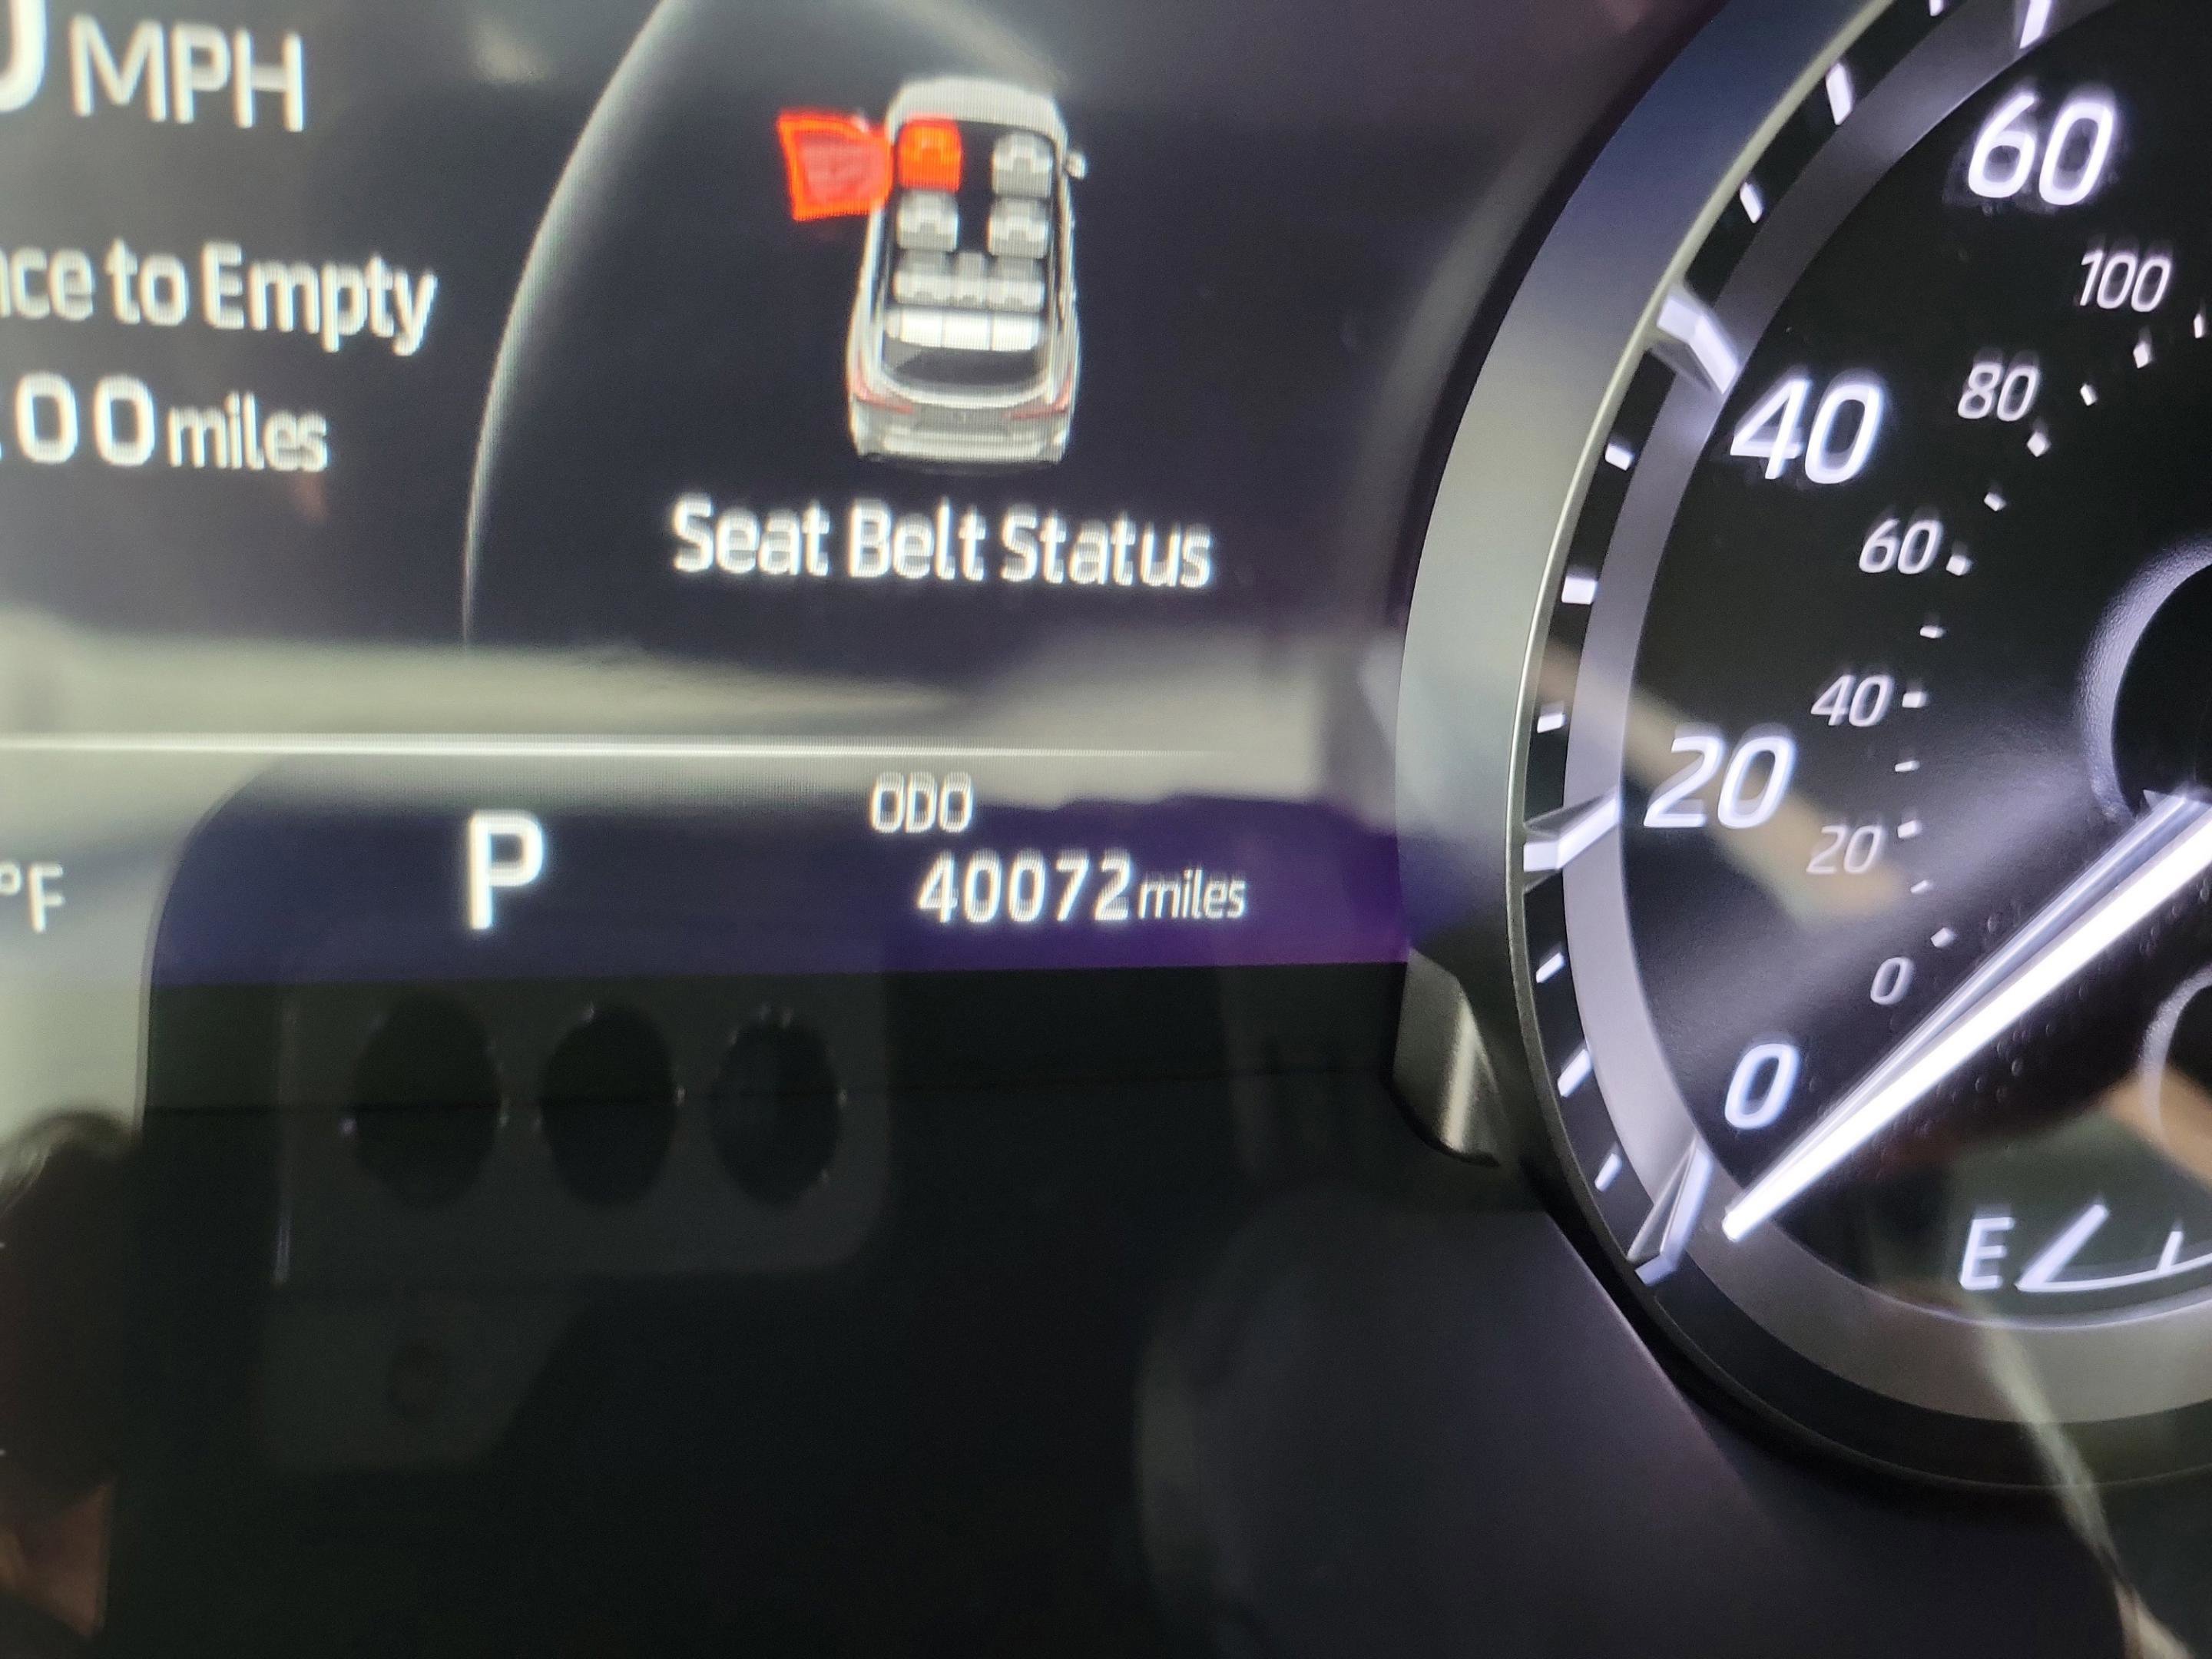 MPH
to Empty
miles
Seat Belt Status
°F
P
ODO
40072 miles
60
100
40
80
60
40
20
20
0
0
E